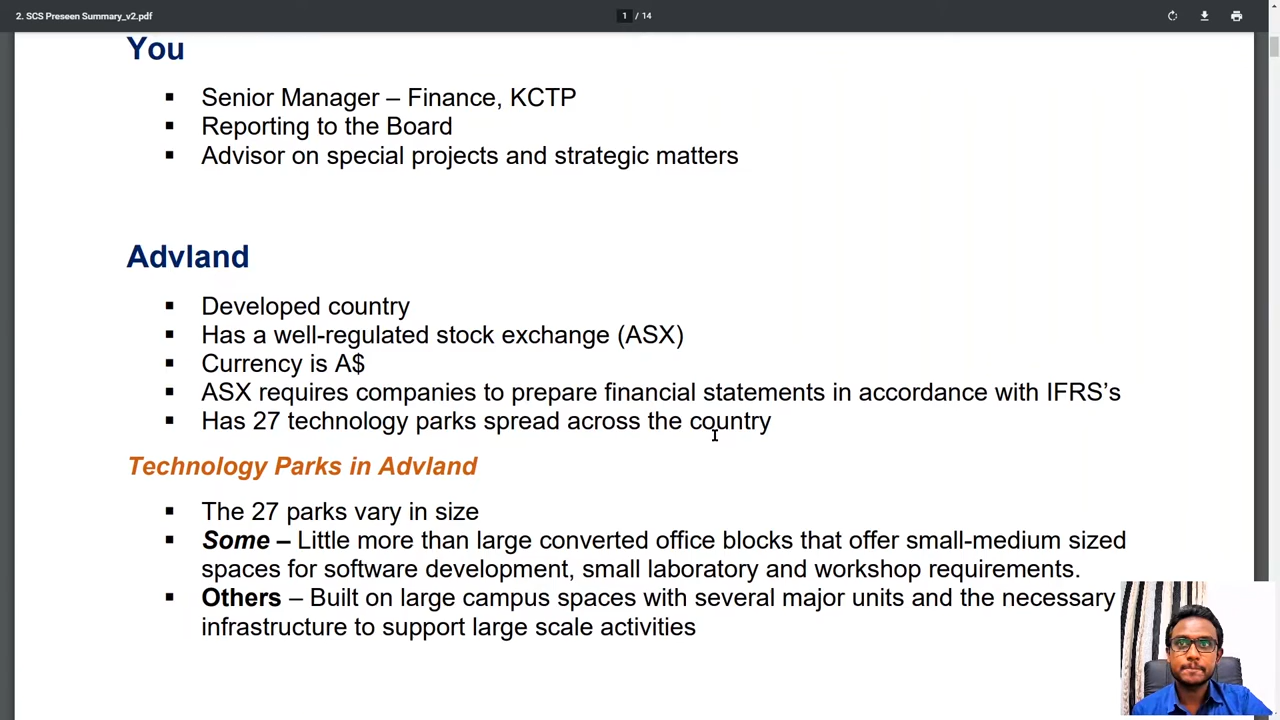 2. SCS Preseen Summary_v2.pdf
1 / 14
You
▪ Senior Manager – Finance, KCTP
▪ Reporting to the Board
▪ Advisor on special projects and strategic matters
Advland
▪ Developed country
▪ Has a well-regulated stock exchange (ASX)
▪ Currency is A$
▪ ASX requires companies to prepare financial statements in accordance with IFRS’s
▪ Has 27 technology parks spread across the country
Technology Parks in Advland
▪ The 27 parks vary in size
▪ Some – Little more than large converted office blocks that offer small-medium sized
spaces for software development, small laboratory and workshop requirements.
▪ Others – Built on large campus spaces with several major units and the necessary
infrastructure to support large scale activities